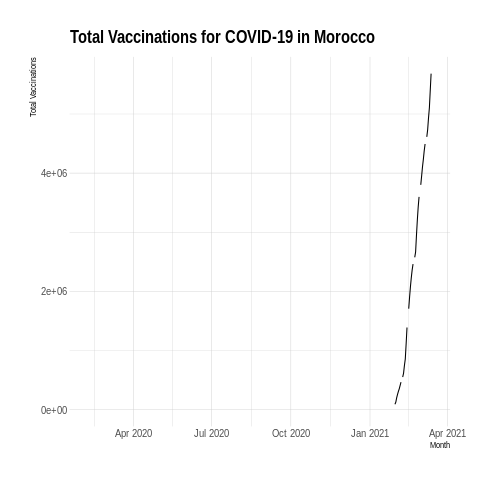 Total Vaccinations for COVID-19 in Morocco
Total Vaccinations
4e+06
2e+06
0e+00
Apr 2020 Jul 2020 Oct 2020 Jan 2021 Apr 2021
Month